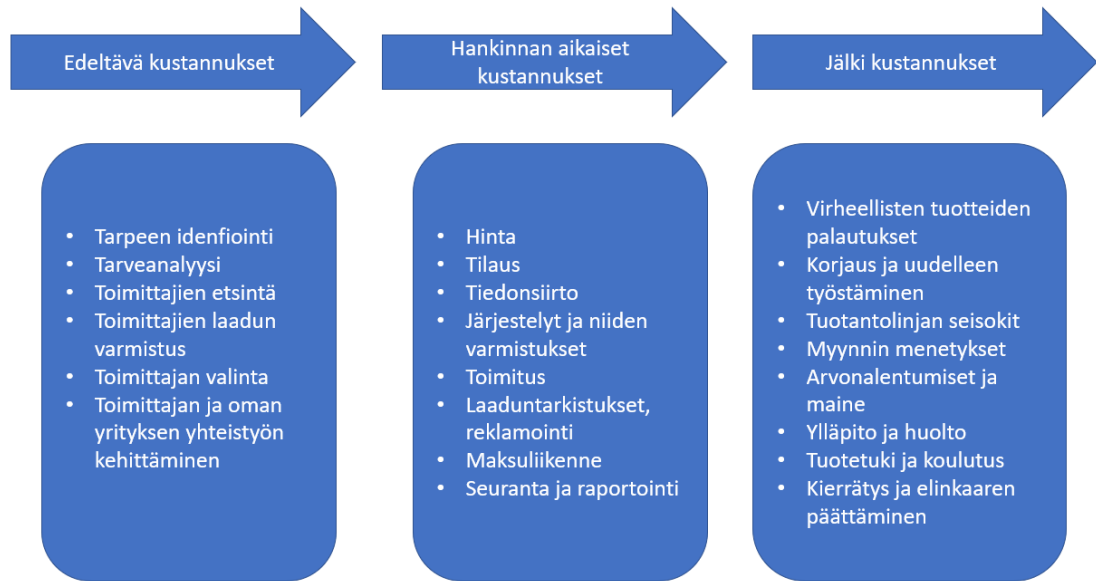 Edeltävä kustannukset
Hankinnan aikaiset
kustannukset
Jälki kustannukset
• Tarpeen idenfiointi
• Tarveanalyysi
• Toimittajien etsintä
• Toimittajien laadun
varmistus
• Toimittajan valinta
• Toimittajan ja oman
yrityksen yhteistyön
kehittäminen
• Hinta
• Tilaus
• Tiedonsiirto
• Järjestelyt ja niiden
varmistukset
• Toimitus
• Laaduntarkistukset,
reklamointi
• Maksuliikenne
• Seuranta ja raportointi
• Virheellisten tuotteiden
palautukset
• Korjaus ja uudelleen
työstäminen
• Tuotantolinjan seisokit
• Myynnin menetykset
• Arvonalentumiset ja
maine
• Ylläpito ja huolto
• Tuotetuki ja koulutus
• Kierrätys ja elinkaaren
päättäminen